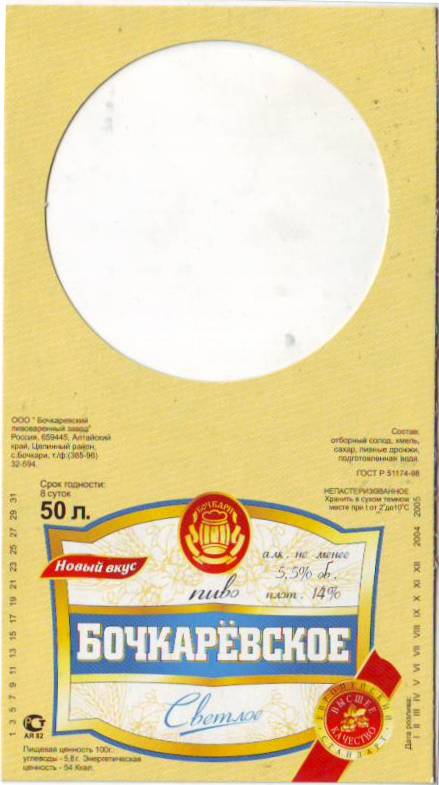 ООО " Бочкаревский
пивоваренный завод"
Россия, 659445, Алтайский
край, Целинный район,
с.Бочкари, т/ф:(385-96)
32-594.
Состав:
отборный солод, хмель,
сахар, пивные дрожжи,
подготовленная вода.
ГОСТ Р 51174-98
Срок годности:
8 суток
50 л.
НЕПАСТЕРИЗОВАННОЕ
Хранить в сухом темном
месте при t от 2°до10°С
БОЧКАРИ
Новый вкус
алк. не менее
5,5% об.
плот. 14%
пиво
БОЧКАРЁВСКОЕ
Светлое
ЕВРОПЕЙСКИЙ
СТАНДАРТ
ВЫСШЕЕ
КАЧЕСТВО
РСТ
АЯ 82
Пищевая ценность 100г.:
углеводы - 5,8г. Энергетическая
ценность - 54 Ккал.
1 3 5 7 9 11 13 15 17 19 21 23 25 27 29 31
Дата розлива:
I II III IV V VI VII VIII IX X XI XII 2004 2005